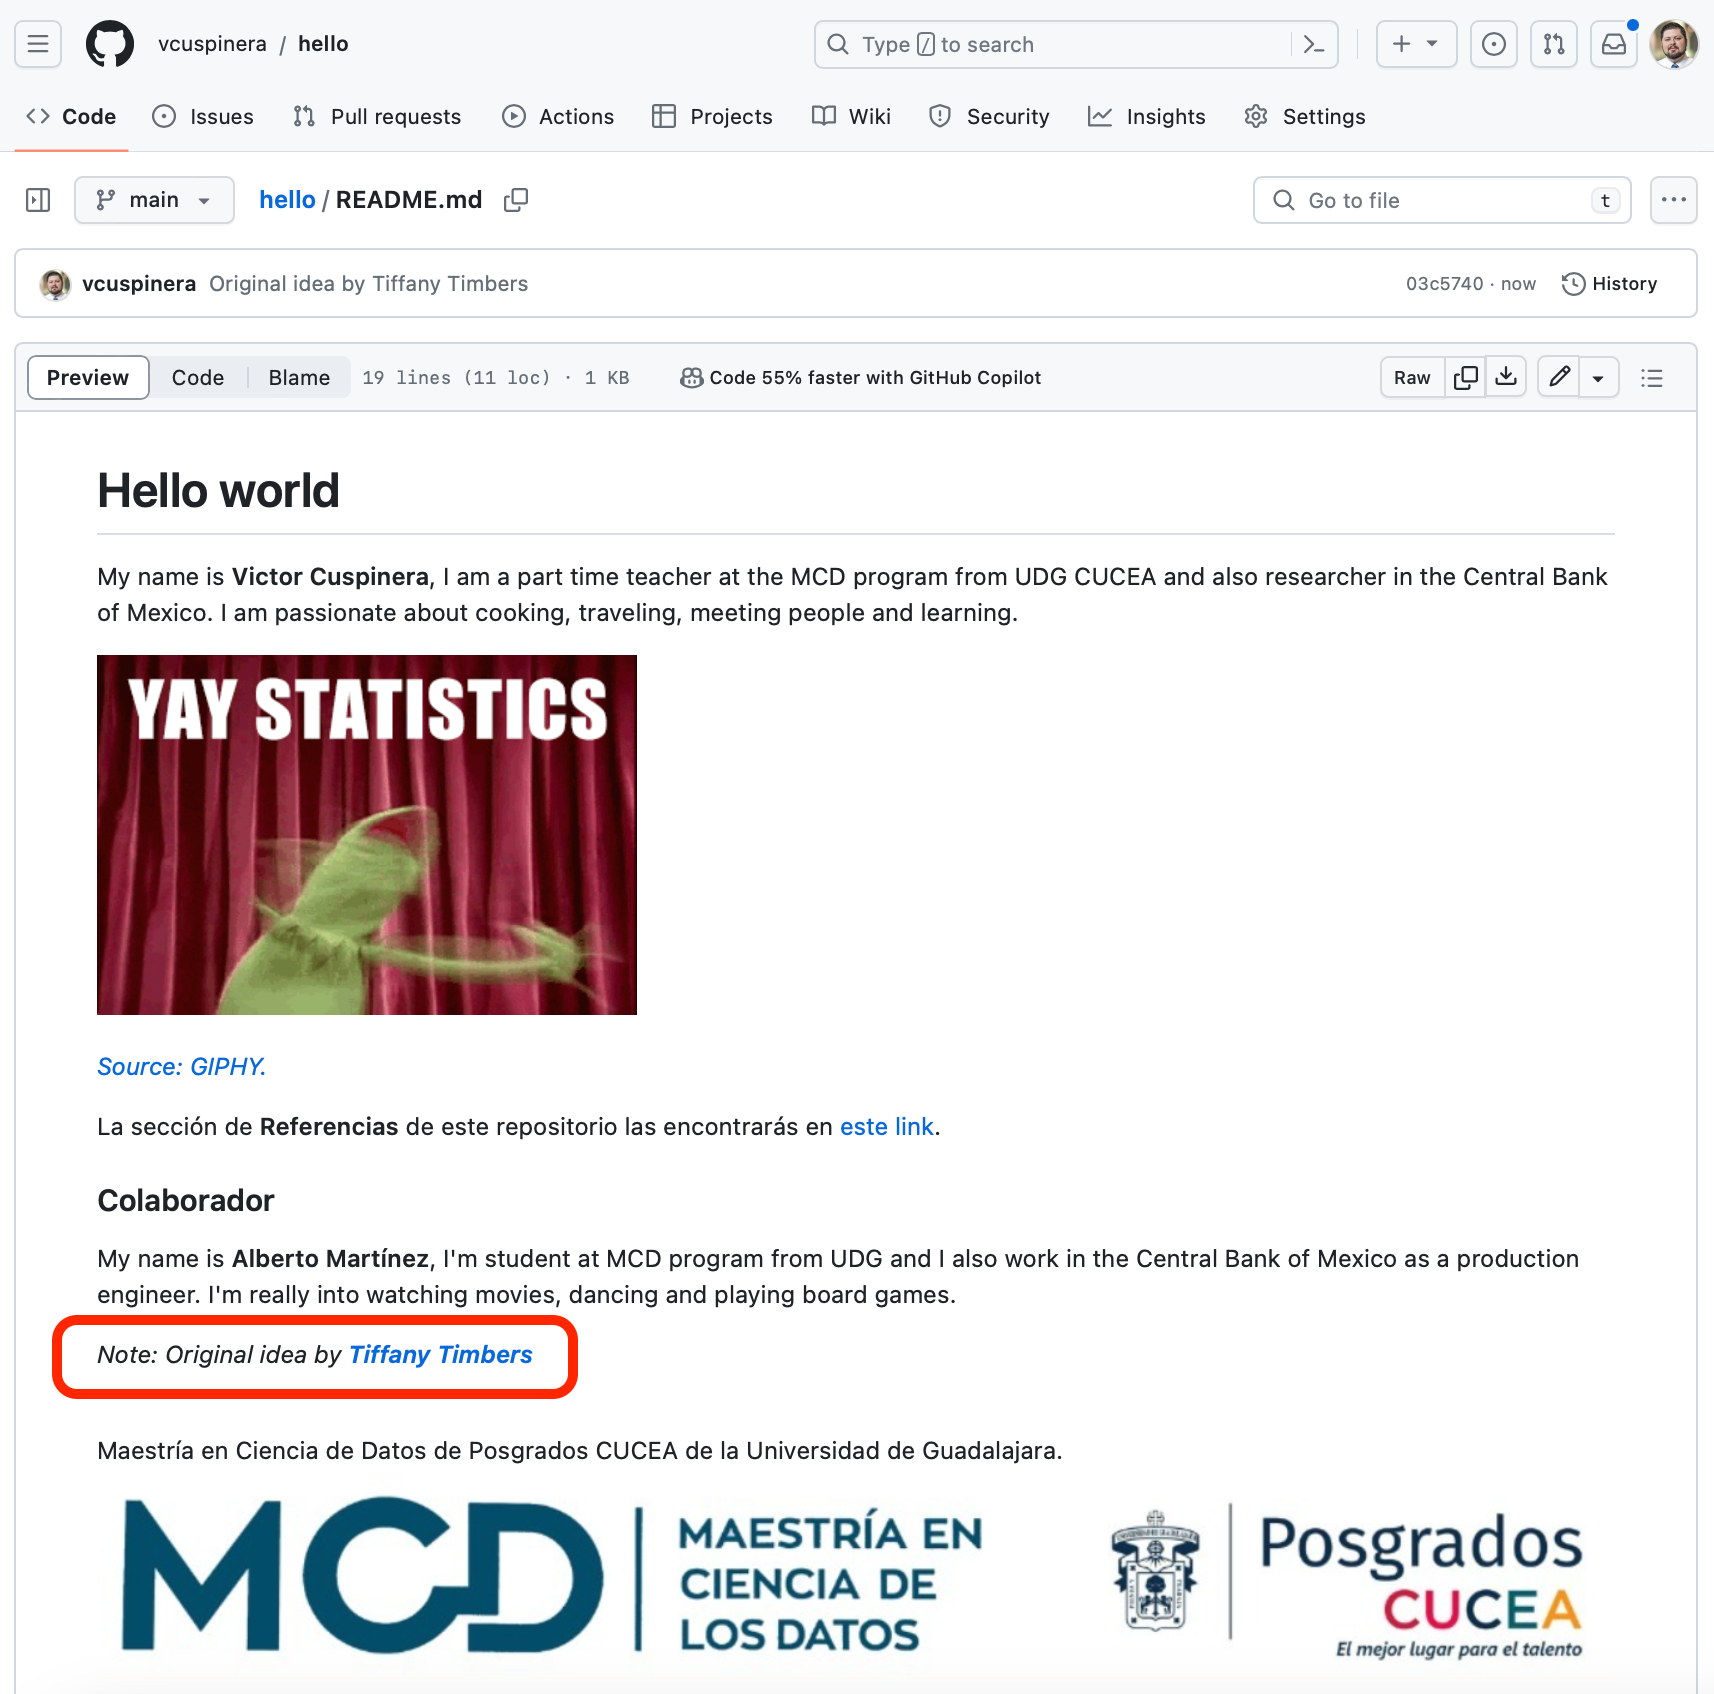 vcuspinera / hello
Type / to search
Code Issues Pull requests Actions Projects Wiki Security Insights Settings
main hello / README.md Go to file t
vcuspinera Original idea by Tiffany Timbers 03c5740 · now History
Preview Code Blame 19 lines (11 loc) · 1 KB Code 55% faster with GitHub Copilot Raw
Hello world
My name is Victor Cuspinera, I am a part time teacher at the MCD program from UDG CUCEA and also researcher in the Central Bank
of Mexico. I am passionate about cooking, traveling, meeting people and learning.
YAY STATISTICS
Source: GIPHY.
La sección de Referencias de este repositorio las encontrarás en este link.
Colaborador
My name is Alberto Martínez, I'm student at MCD program from UDG and I also work in the Central Bank of Mexico as a production
engineer. I'm really into watching movies, dancing and playing board games.
Note: Original idea by Tiffany Timbers
Maestría en Ciencia de Datos de Posgrados CUCEA de la Universidad de Guadalajara.
MCD
MAESTRÍA EN
CIENCIA DE
LOS DATOS
Posgrados
CUCEA
El mejor lugar para el talento